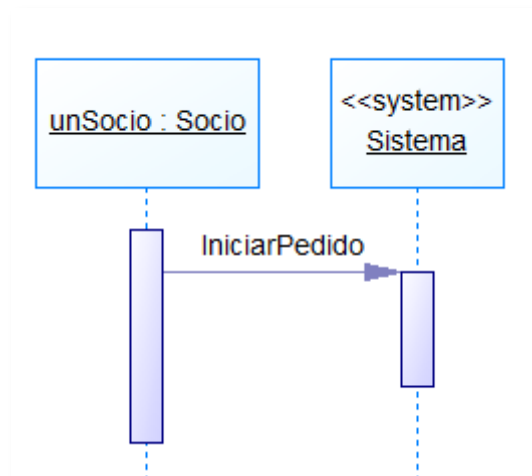 unSocio : Socio
<<system>>
Sistema
IniciarPedido